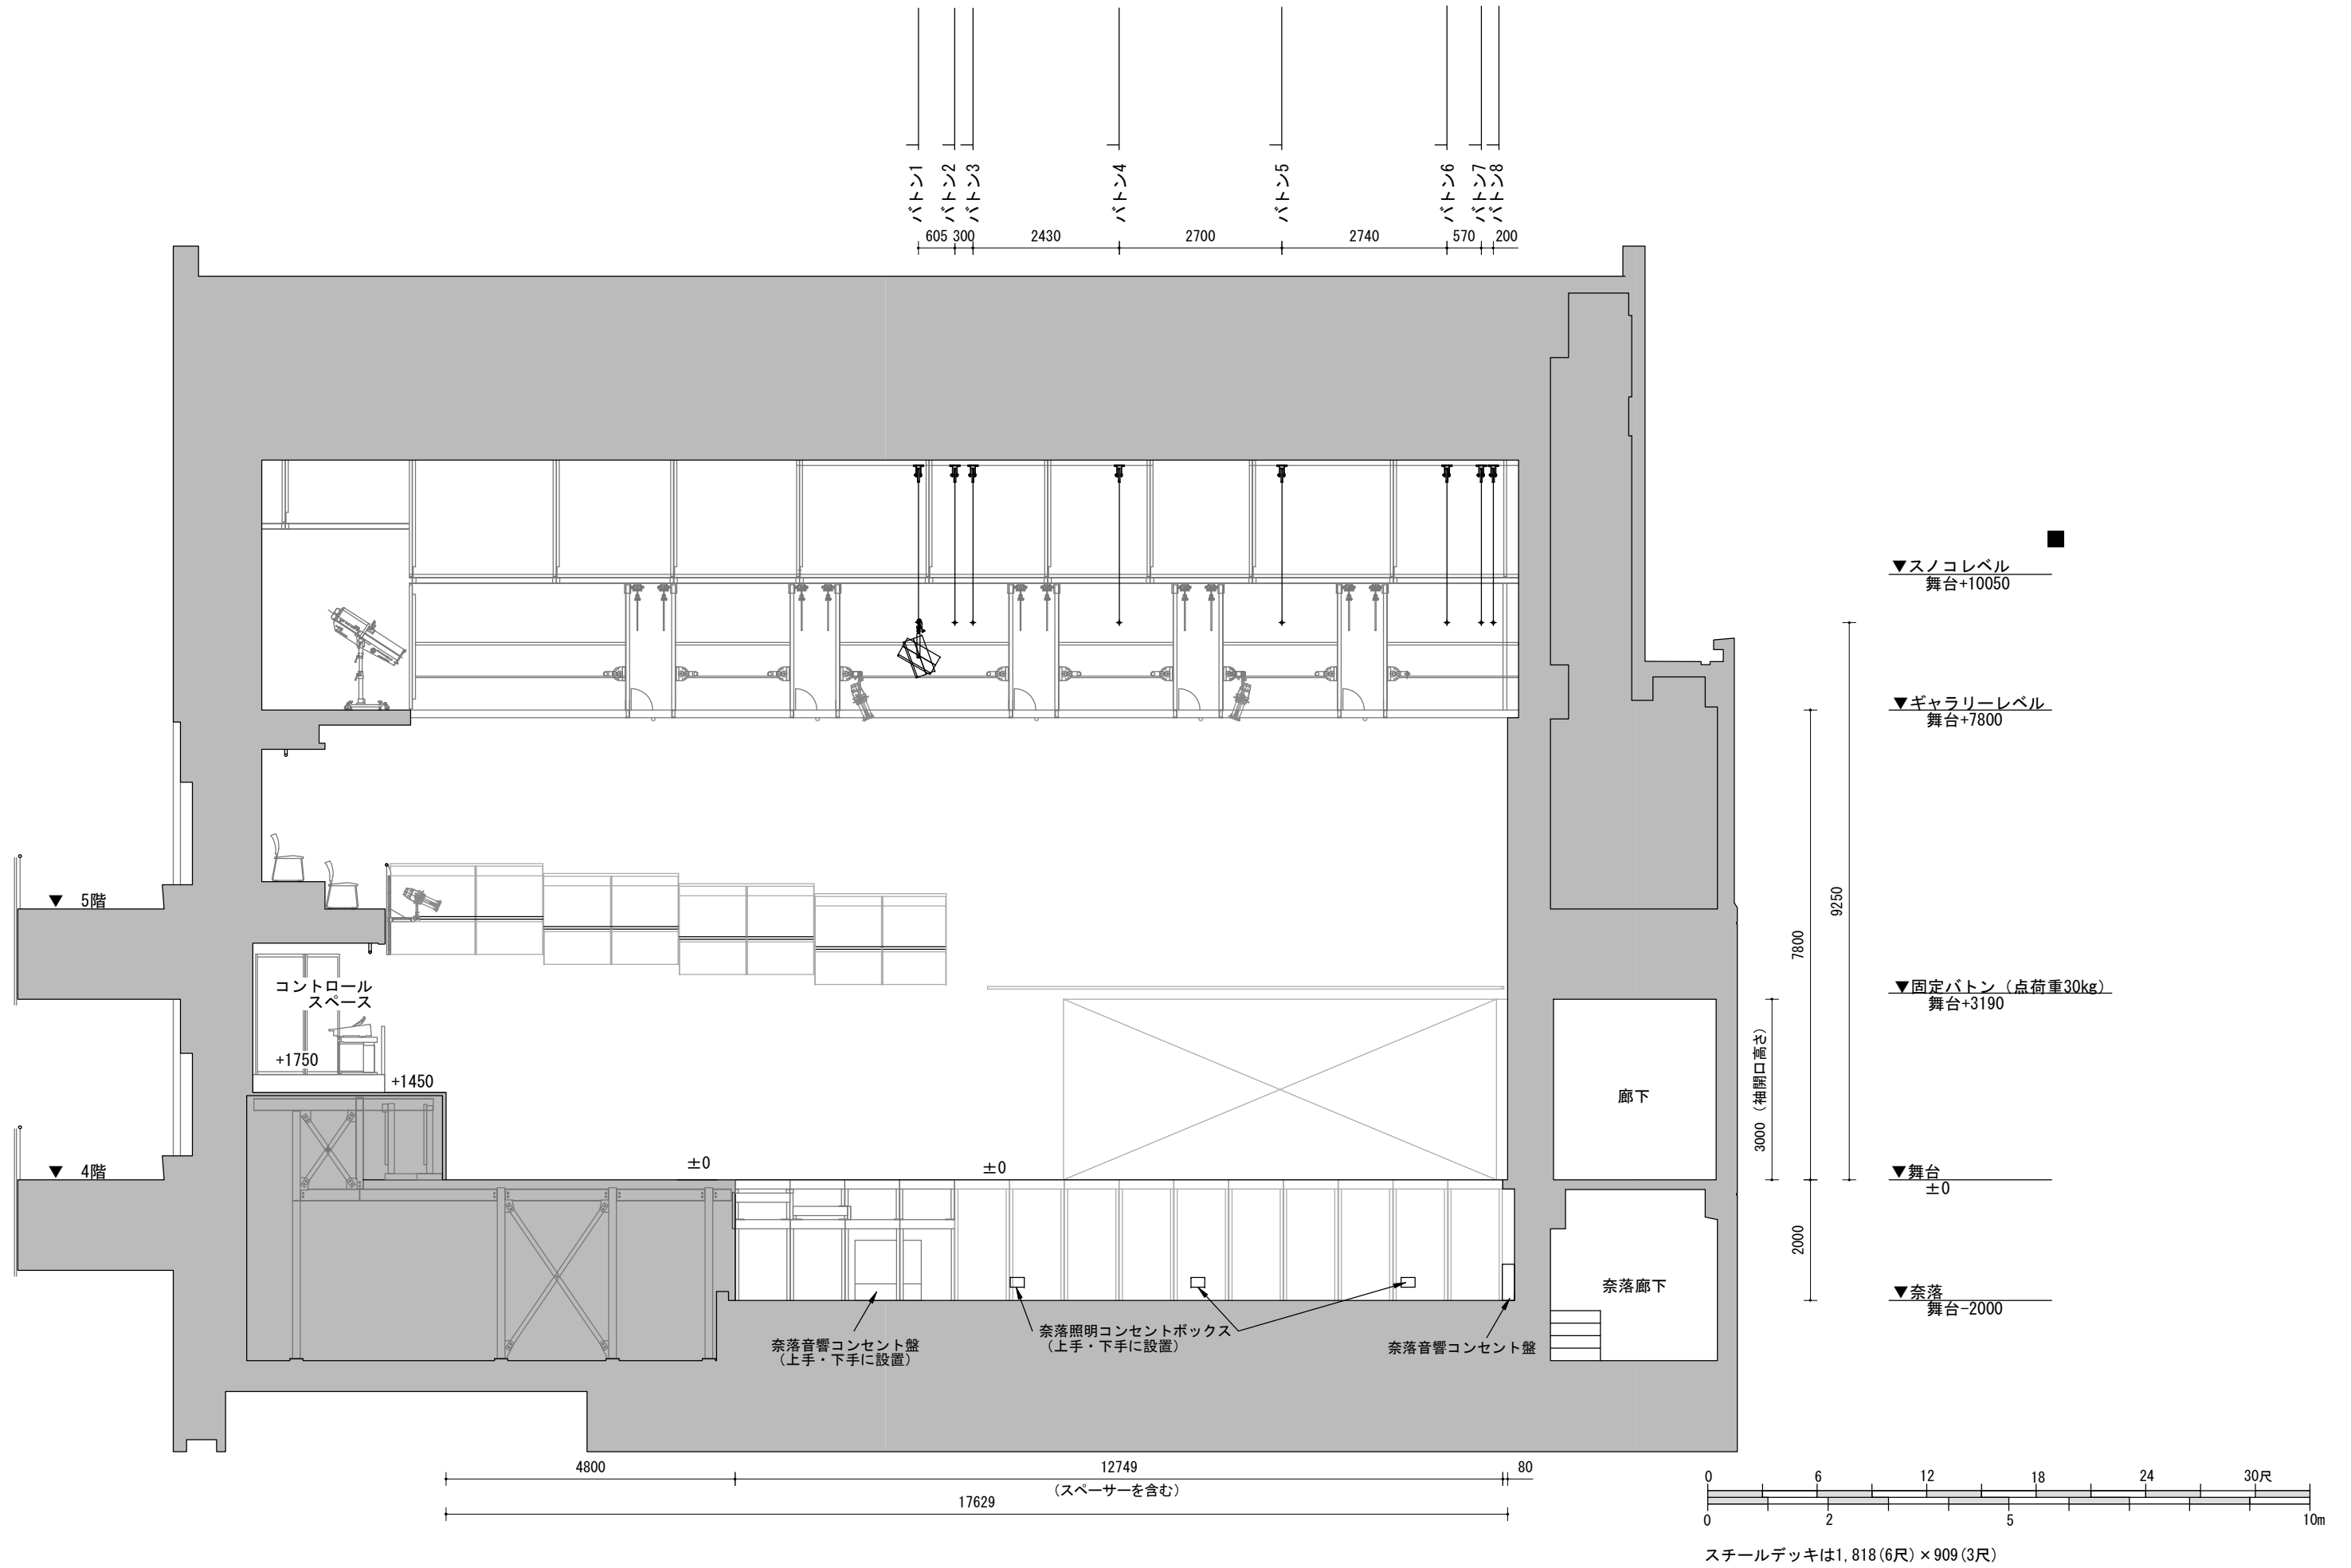 バトン1
バトン2
バトン3
バトン4
バトン5
バトン6
バトン7
バトン8
605
300
2430
2700
2740
570
200
▼スノコレベル
舞台+10050
▼ギャラリーレベル
舞台+7800
▼ 5階
9250
7800
コントロール
スペース
▼固定バトン（点荷重30kg）
舞台+3190
3000（袖開口高さ）
+1750
+1450
廊下
▼ 4階
±0
±0
▼舞台
±0
2000
奈落廊下
▼奈落
舞台-2000
奈落音響コンセント盤
（上手・下手に設置）
奈落照明コンセントボックス
（上手・下手に設置）
奈落音響コンセント盤
4800
12749
80
（スペーサーを含む）
17629
0 6 12 18 24 30尺
0 2 5 10m
スチールデッキは1,818(6尺)×909(3尺)